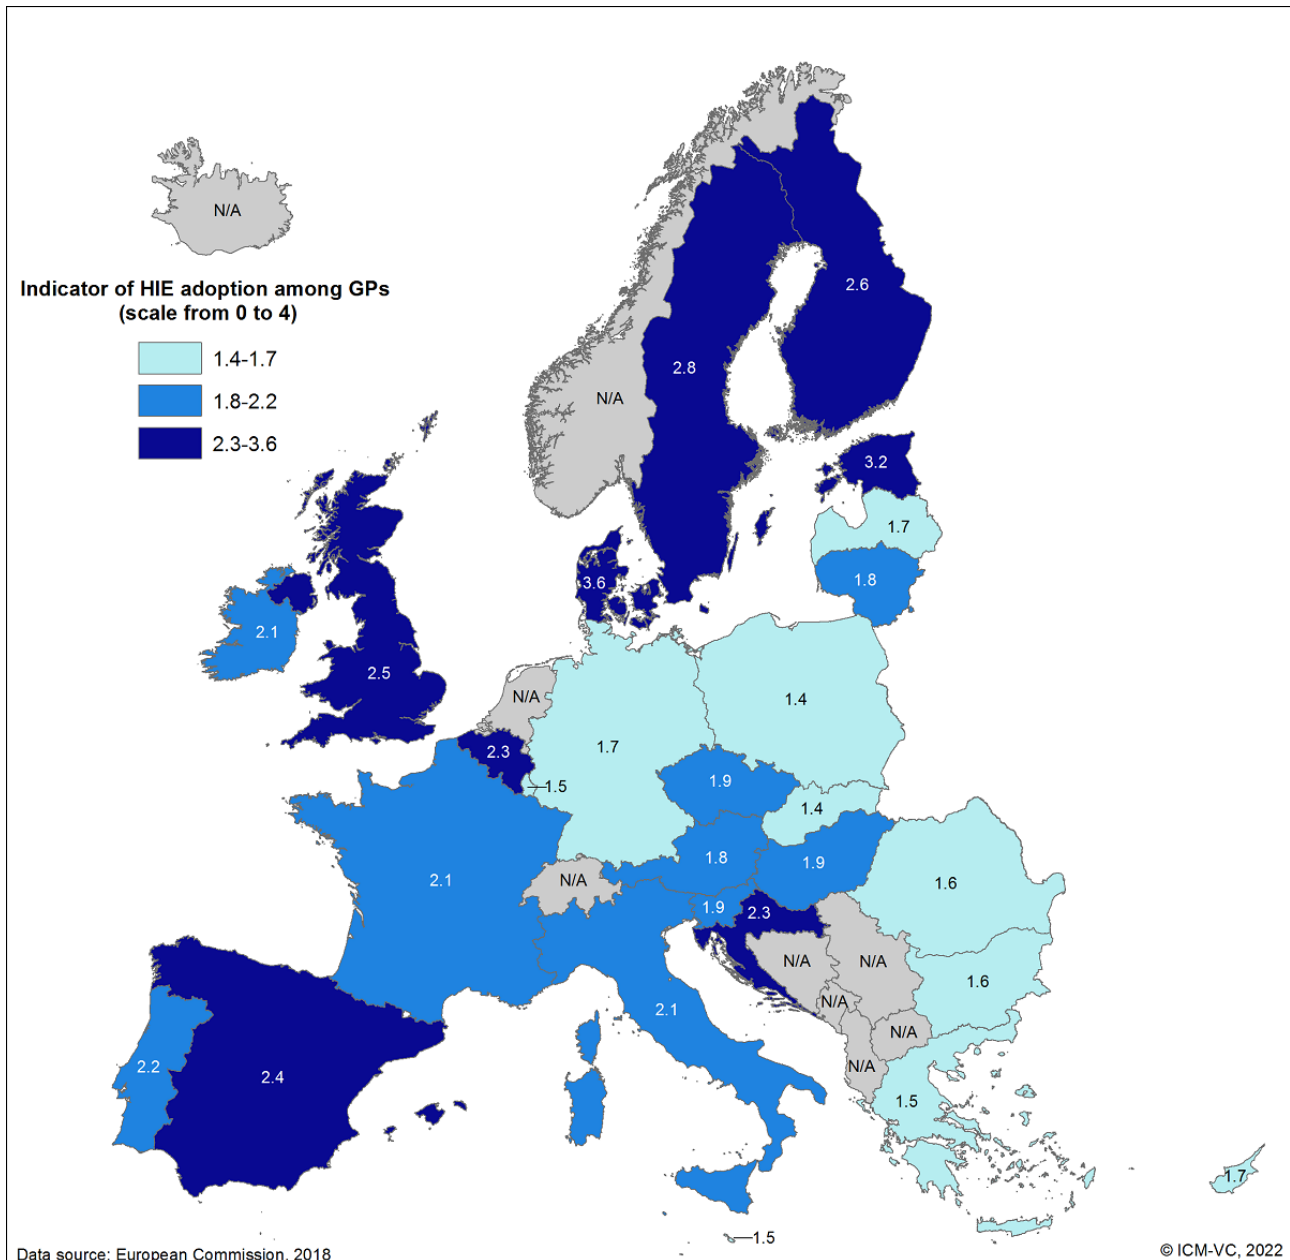 N/A
Indicator of HIE adoption among GPs
(scale from 0 to 4)
1.4-1.7
1.8-2.2
2.3-3.6
2.6
2.8
N/A
3.2
1.7
1.8
3.6
2.1
2.5
N/A
1.4
2.3
1.7
1.5
1.9
1.4
1.8
1.9
2.1
N/A
1.6
1.9
2.3
N/A
N/A
1.6
N/A
2.1
N/A
2.2
2.4
N/A
1.5
1.7
1.5
Data source: European Commission, 2018
© ICM-VC, 2022